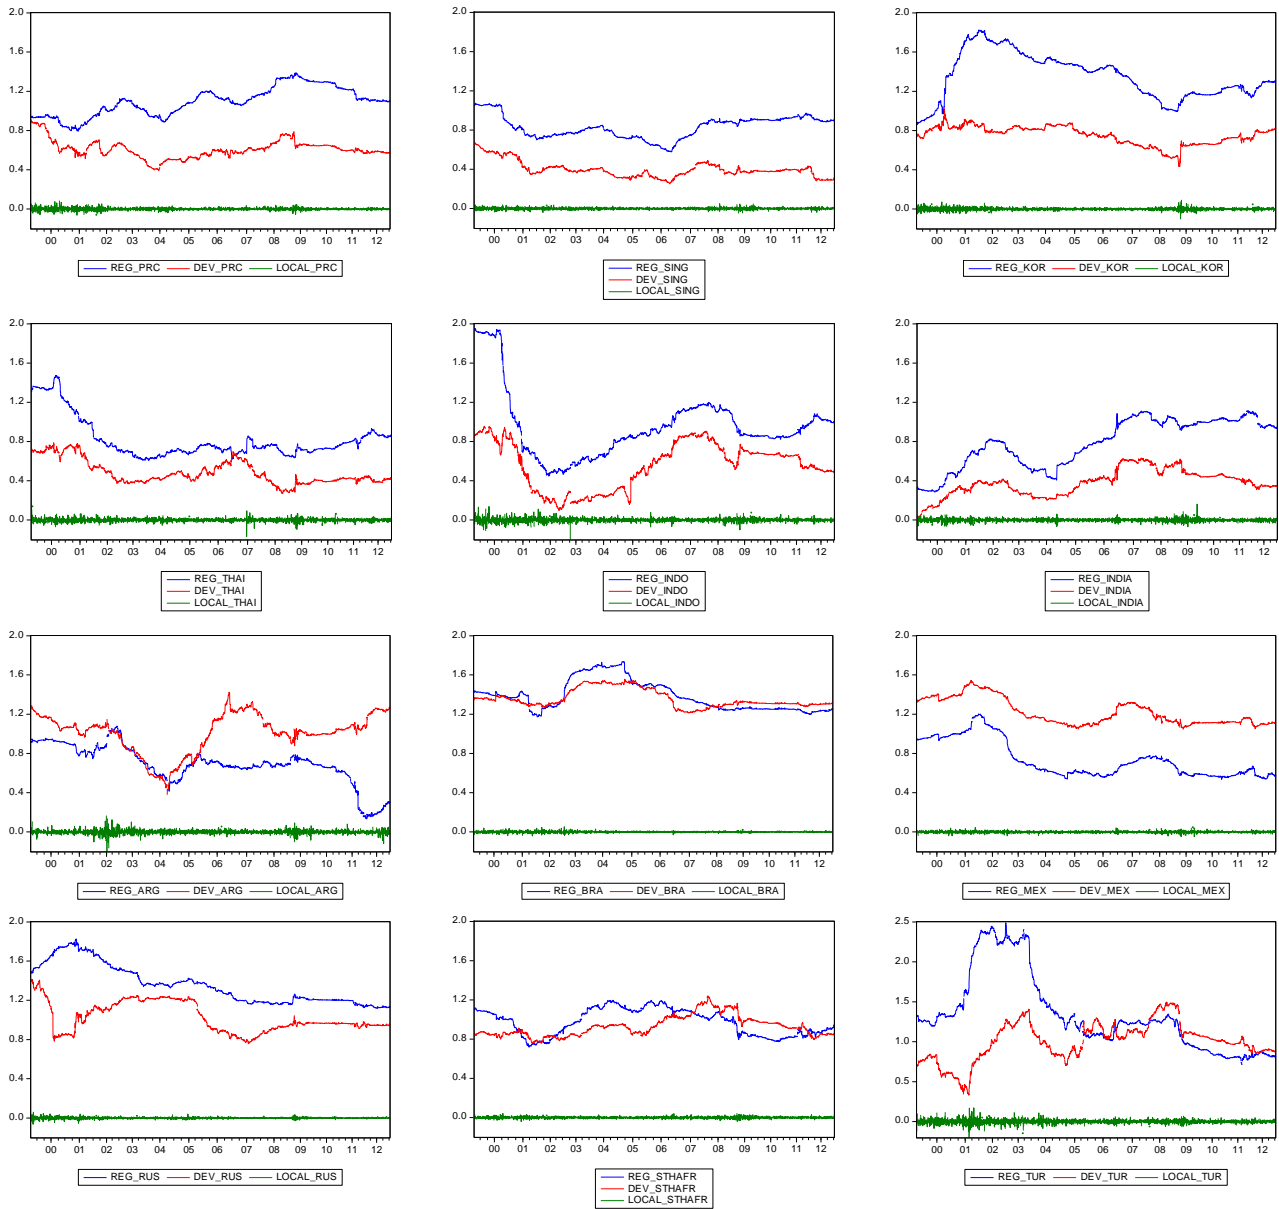 2.0 1.6 1.2 0.8 0.4 0.0
00 01 02 03 04 05 06 07 08 09 10 11 12
REG_PRC DEV_PRC LOCAL_PRC
2.0 1.6 1.2 0.8 0.4 0.0
00 01 02 03 04 05 06 07 08 09 10 11 12
REG_SING
DEV_SING
LOCAL_SING
2.0 1.6 1.2 0.8 0.4 0.0
00 01 02 03 04 05 06 07 08 09 10 11 12
REG_KOR DEV_KOR LOCAL_KOR
2.0 1.6 1.2 0.8 0.4 0.0
00 01 02 03 04 05 06 07 08 09 10 11 12
REG_THAI
DEV_THAI
LOCAL_THAI
2.0 1.6 1.2 0.8 0.4 0.0
00 01 02 03 04 05 06 07 08 09 10 11 12
REG_INDO
DEV_INDO
LOCAL_INDO
2.0 1.6 1.2 0.8 0.4 0.0
00 01 02 03 04 05 06 07 08 09 10 11 12
REG_INDIA
DEV_INDIA
LOCAL_INDIA
2.0 1.6 1.2 0.8 0.4 0.0
00 01 02 03 04 05 06 07 08 09 10 11 12
REG_ARG DEV_ARG LOCAL_ARG
2.0 1.6 1.2 0.8 0.4 0.0
00 01 02 03 04 05 06 07 08 09 10 11 12
REG_BRA DEV_BRA LOCAL_BRA
2.0 1.6 1.2 0.8 0.4 0.0
00 01 02 03 04 05 06 07 08 09 10 11 12
REG_MEX DEV_MEX LOCAL_MEX
2.0 1.6 1.2 0.8 0.4 0.0
00 01 02 03 04 05 06 07 08 09 10 11 12
REG_RUS DEV_RUS LOCAL_RUS
2.0 1.6 1.2 0.8 0.4 0.0
00 01 02 03 04 05 06 07 08 09 10 11 12
REG_STHAFR
DEV_STHAFR
LOCAL_STHAFR
2.5 2.0 1.5 1.0 0.5 0.0
00 01 02 03 04 05 06 07 08 09 10 11 12
REG_TUR DEV_TUR LOCAL_TUR